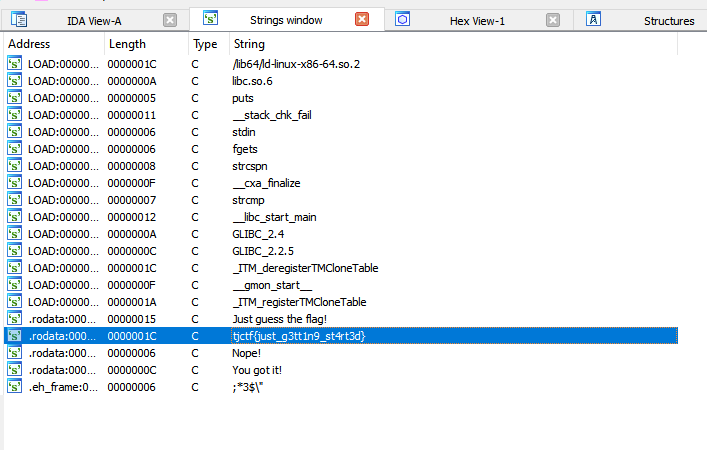 IDA View-A Strings window Hex View-1 Structures
Address Length Type String
LOAD:00000... 0000001C C /lib64/ld-linux-x86-64.so.2
LOAD:00000... 0000000A C libc.so.6
LOAD:00000... 00000005 C puts
LOAD:00000... 00000011 C __stack_chk_fail
LOAD:00000... 00000006 C stdin
LOAD:00000... 00000006 C fgets
LOAD:00000... 00000008 C strcspn
LOAD:00000... 0000000F C __cxa_finalize
LOAD:00000... 00000007 C strcmp
LOAD:00000... 00000012 C __libc_start_main
LOAD:00000... 0000000A C GLIBC_2.4
LOAD:00000... 0000000C C GLIBC_2.2.5
LOAD:00000... 0000001C C _ITM_deregisterTMCloneTable
LOAD:00000... 0000000F C __gmon_start__
LOAD:00000... 0000001A C _ITM_registerTMCloneTable
.rodata:000... 00000015 C Just guess the flag!
.rodata:000... 0000001C C tjctf{just_g3tt1n9_st4rt3d}
.rodata:000... 00000006 C Nope!
.rodata:000... 0000000C C You got it!
.eh_frame:0... 00000006 C ;*3$\"